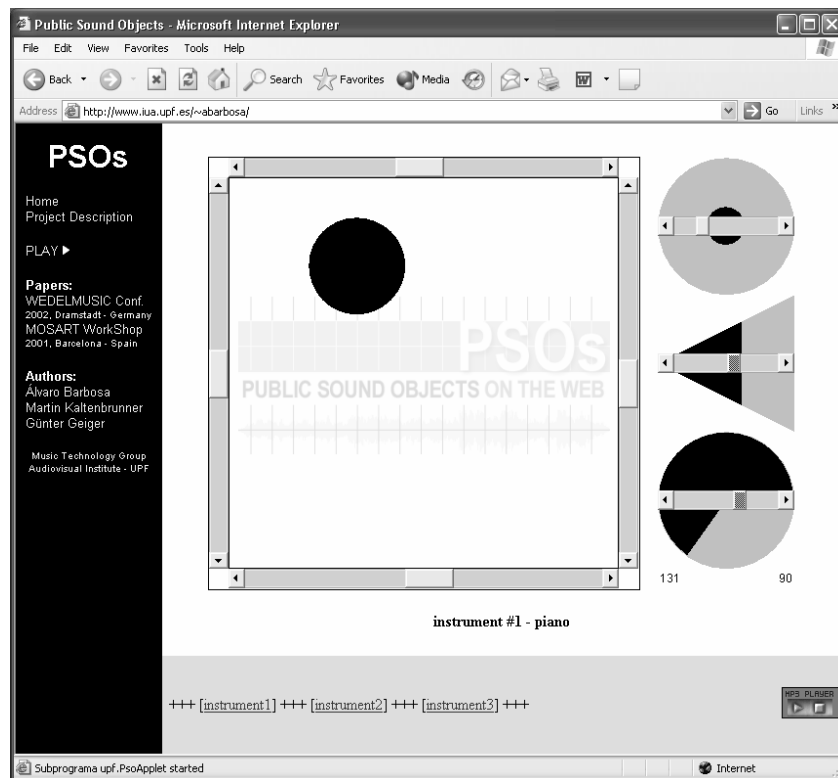 Public Sound Objects - Microsoft Internet Explorer
File Edit View Favorites Tools Help
Back Search Favorites Media
Address http://www.iua.upf.es/~abarbosa/ Go Links »
PSOs
Home
Project Description
PLAY
Papers:
WEDELMUSIC Conf.
2002, Dramstadt - Germany
MOSART WorkShop
2001, Barcelona - Spain
Authors:
Álvaro Barbosa
Martin Kaltenbrunner
Günter Geiger
Music Technology Group
Audiovisual Institute - UPF
PSOs
PUBLIC SOUND OBJECTS ON THE WEB
131 90
instrument #1 - piano
+++ [instrument1] +++ [instrument2] +++ [instrument3] +++
MP3 PLAYER
Subprograma upf.PsoApplet started Internet